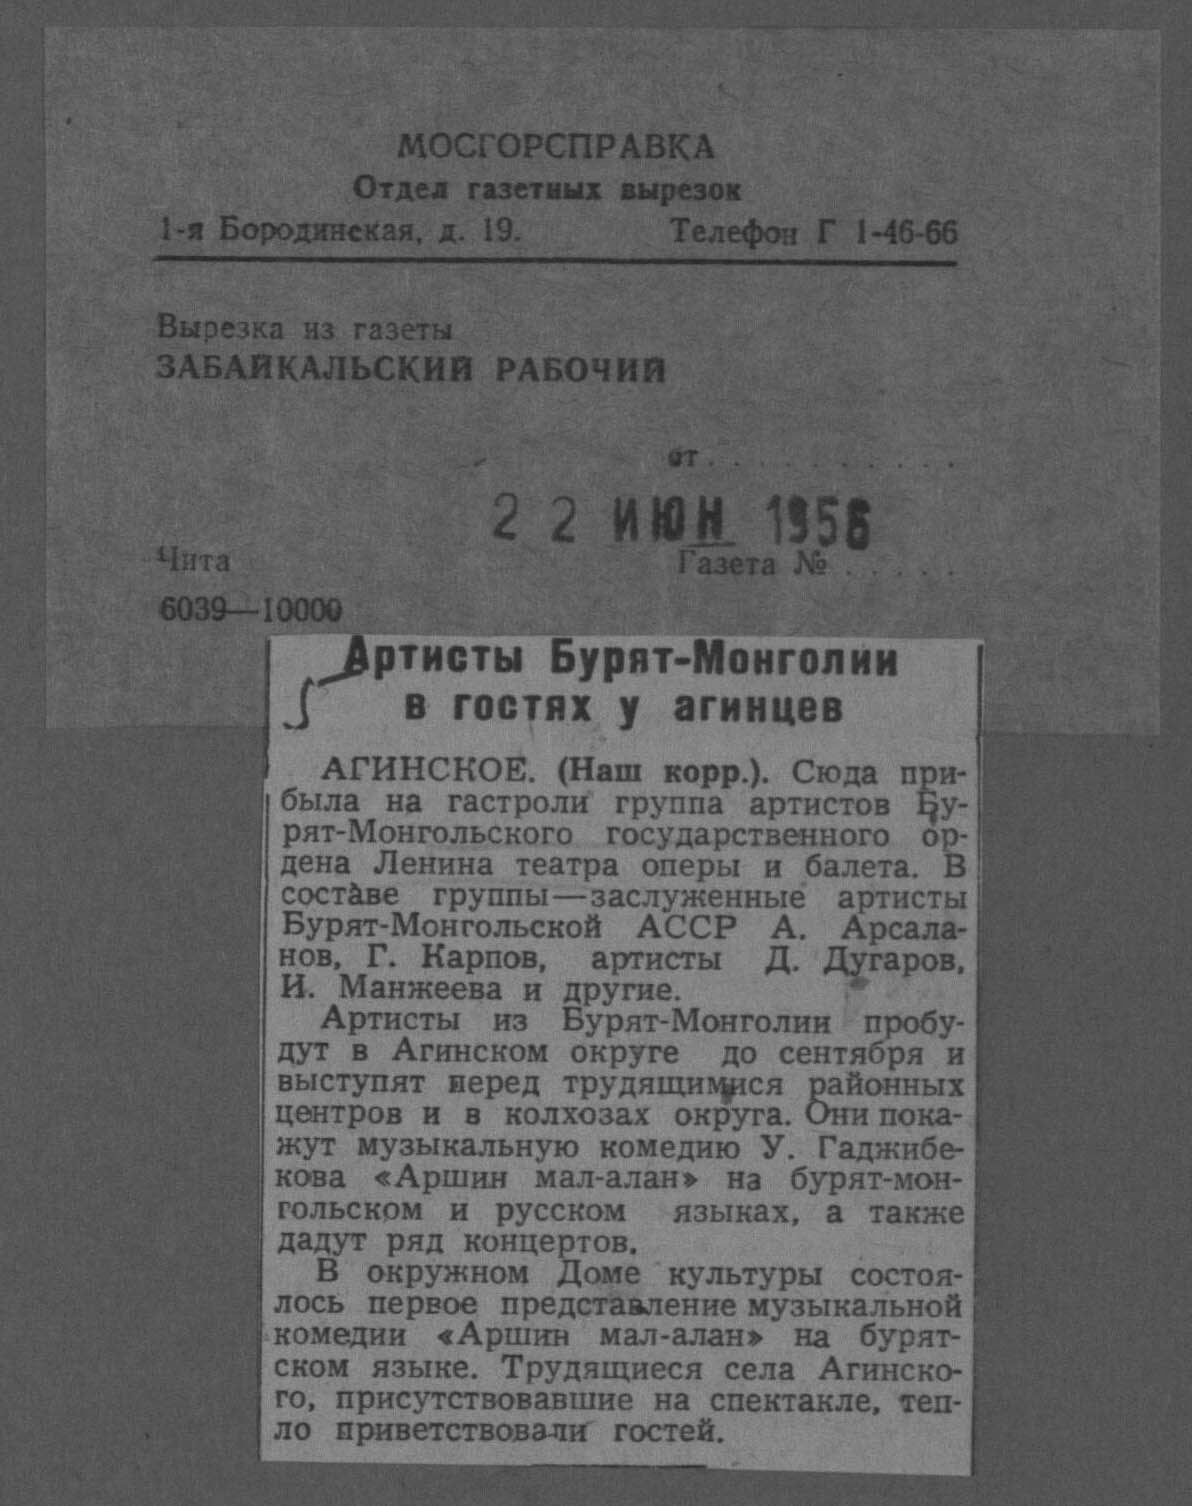 МОСГОРСПРАВКА
Отдел газетных вырезок
1-я Бородинская, д. 19. Телефон Г 1-46-66
Вырезка из газеты
ЗАБАЙКАЛЬСКИЙ РАБОЧИЙ
от. . . . . . . . . . .
22 ИЮН 1956
Чита Газета № . . . . .
6039—10000
Артисты Бурят-Монголии
в гостях у агинцев
АГИНСКОЕ. (Наш корр.). Сюда при-
была на гастроли группа артистов Бу-
рят-Монгольского государственного ор-
дена Ленина театра оперы и балета. В
составе группы—заслуженные артисты
Бурят-Монгольской АССР А. Арсала-
нов, Г. Карпов, артисты Д. Дугаров,
И. Манжеева и другие.
Артисты из Бурят-Монголии пробу-
дут в Агинском округе до сентября и
выступят перед трудящимися районных
центров и в колхозах округа. Они пока-
жут музыкальную комедию У. Гаджибе-
кова «Аршин мал-алан» на бурят-мон-
гольском и русском языках, а также
дадут ряд концертов.
В окружном Доме культуры состоя-
лось первое представление музыкальной
комедии «Аршин мал-алан» на бурят-
ском языке. Трудящиеся села Агинско-
го, присутствовавшие на спектакле, теп-
ло приветствовали гостей.